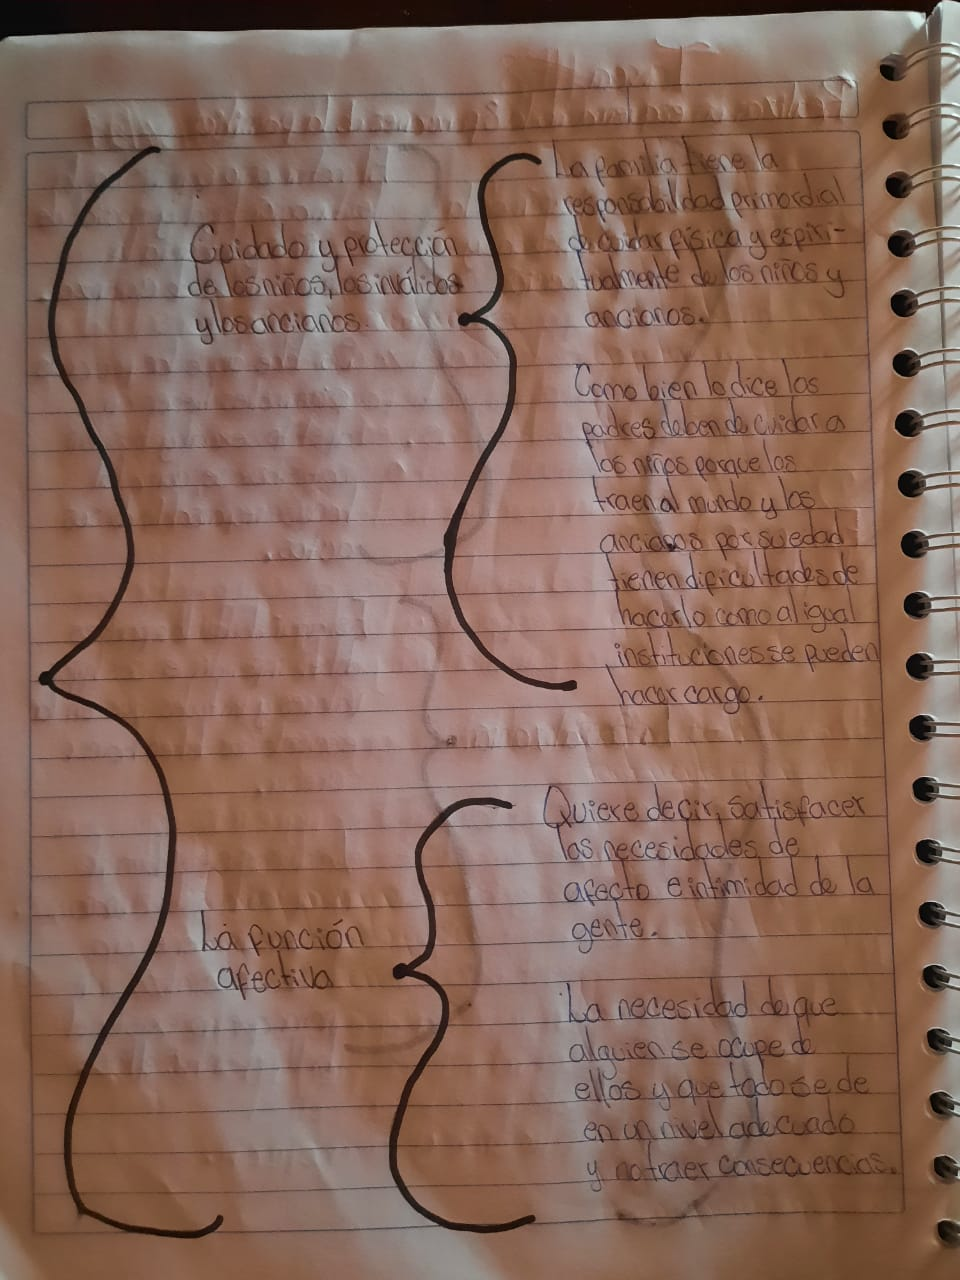 Cuidado y protección
de los niños, los inválidos
y los ancianos.
La familia tiene la
responsabilidad primordial
de cuidar física y espiri-
tualmente de los niños y
ancianos.
Como bien lo dice los
padres deben de cuidar a
los niños porque los
traen al mundo y los
ancianos por su edad
tienen dificultades de
hacerlo como al igual
instituciones se pueden
hacer cargo.
La función
afectiva
Quiere decir, satisfacer
las necesidades de
afecto e intimidad de la
gente.
La necesidad de que
alguien se ocupe de
ellos y que todo se de
en un nivel adecuado
y no traer consecuencias.